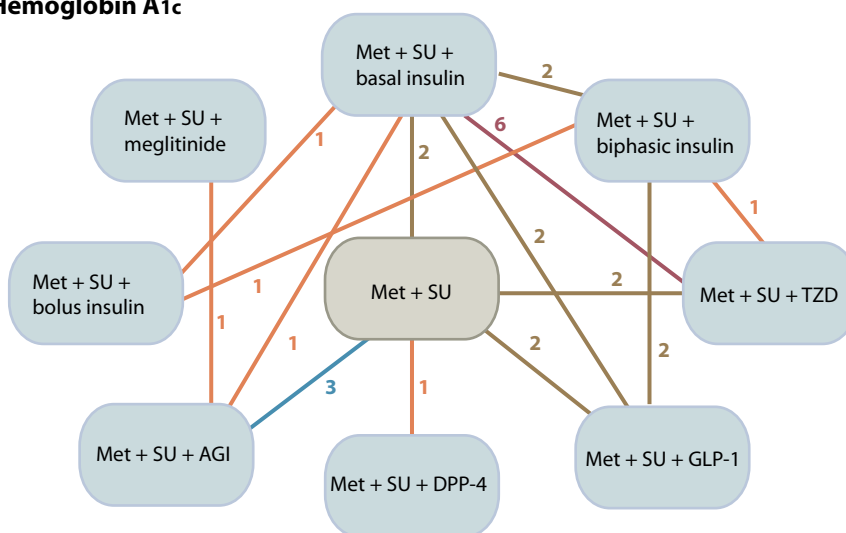 Hemoglobin A1c
Met + SU +
basal insulin
2
Met + SU +
meglitinide
Met + SU +
biphasic insulin
1
6
2
1
2
Met + SU +
bolus insulin
1
Met + SU
2
Met + SU + TZD
1
1
2
2
3
1
Met + SU + AGI
Met + SU + DPP-4
Met + SU + GLP-1